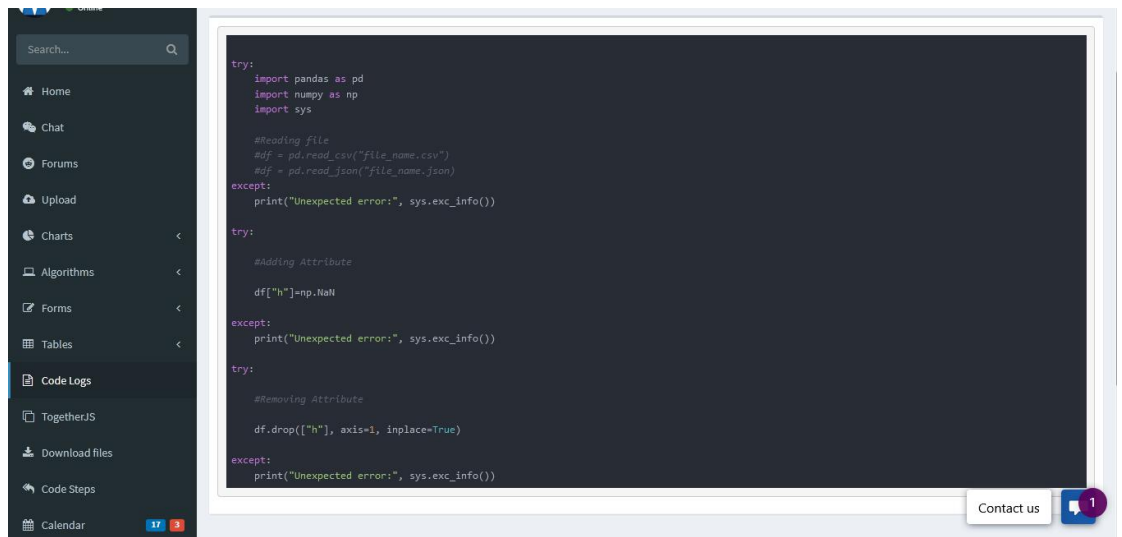 Online
Search...
Home
Chat
Forums
Upload
Charts
Algorithms
Forms
Tables
Code Logs
TogetherJS
Download files
Code Steps
Calendar 17 3
try:
    import pandas as pd
    import numpy as np
    import sys
    #Reading file
    #df = pd.read_csv("file_name.csv")
    #df = pd.read_json("file_name.json)
except:
    print("Unexpected error:", sys.exc_info())
try:
    #Adding Attribute
    df["h"]=np.NaN
except:
    print("Unexpected error:", sys.exc_info())
try:
    #Removing Attribute
    df.drop(["h"], axis=1, inplace=True)
except:
    print("Unexpected error:", sys.exc_info())
Contact us
1